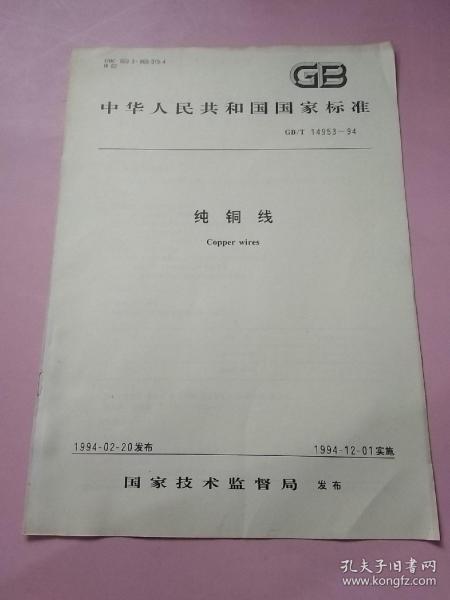 H 62
GB
中华人民共和国国家标准
GB/T 14953-94
纯铜线
Copper wires
1994-02-20发布
1994-12-01实施
国家技术监督局 发布
孔夫子旧书网
www.kongfz.com